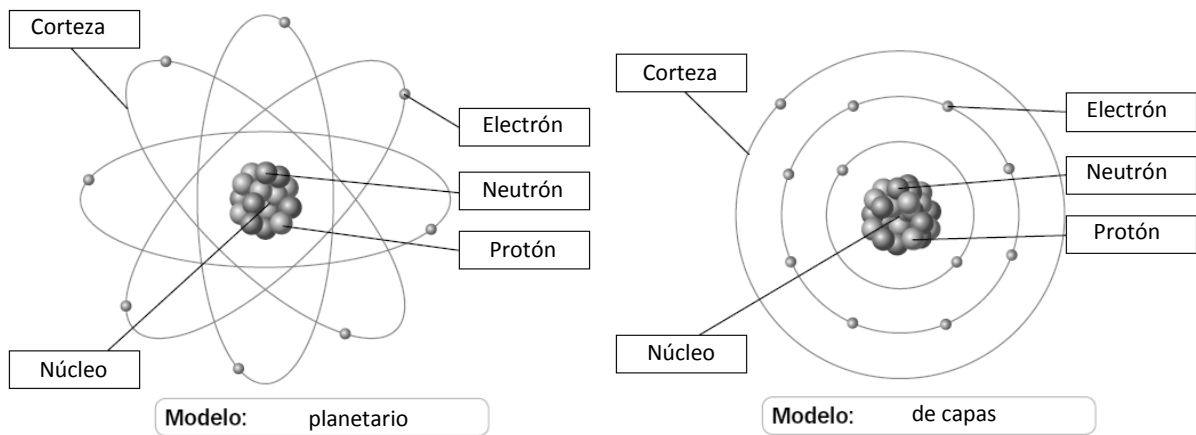 Corteza
Electrón
Neutrón
Protón
Núcleo
Modelo: planetario
Corteza
Electrón
Neutrón
Protón
Núcleo
Modelo: de capas